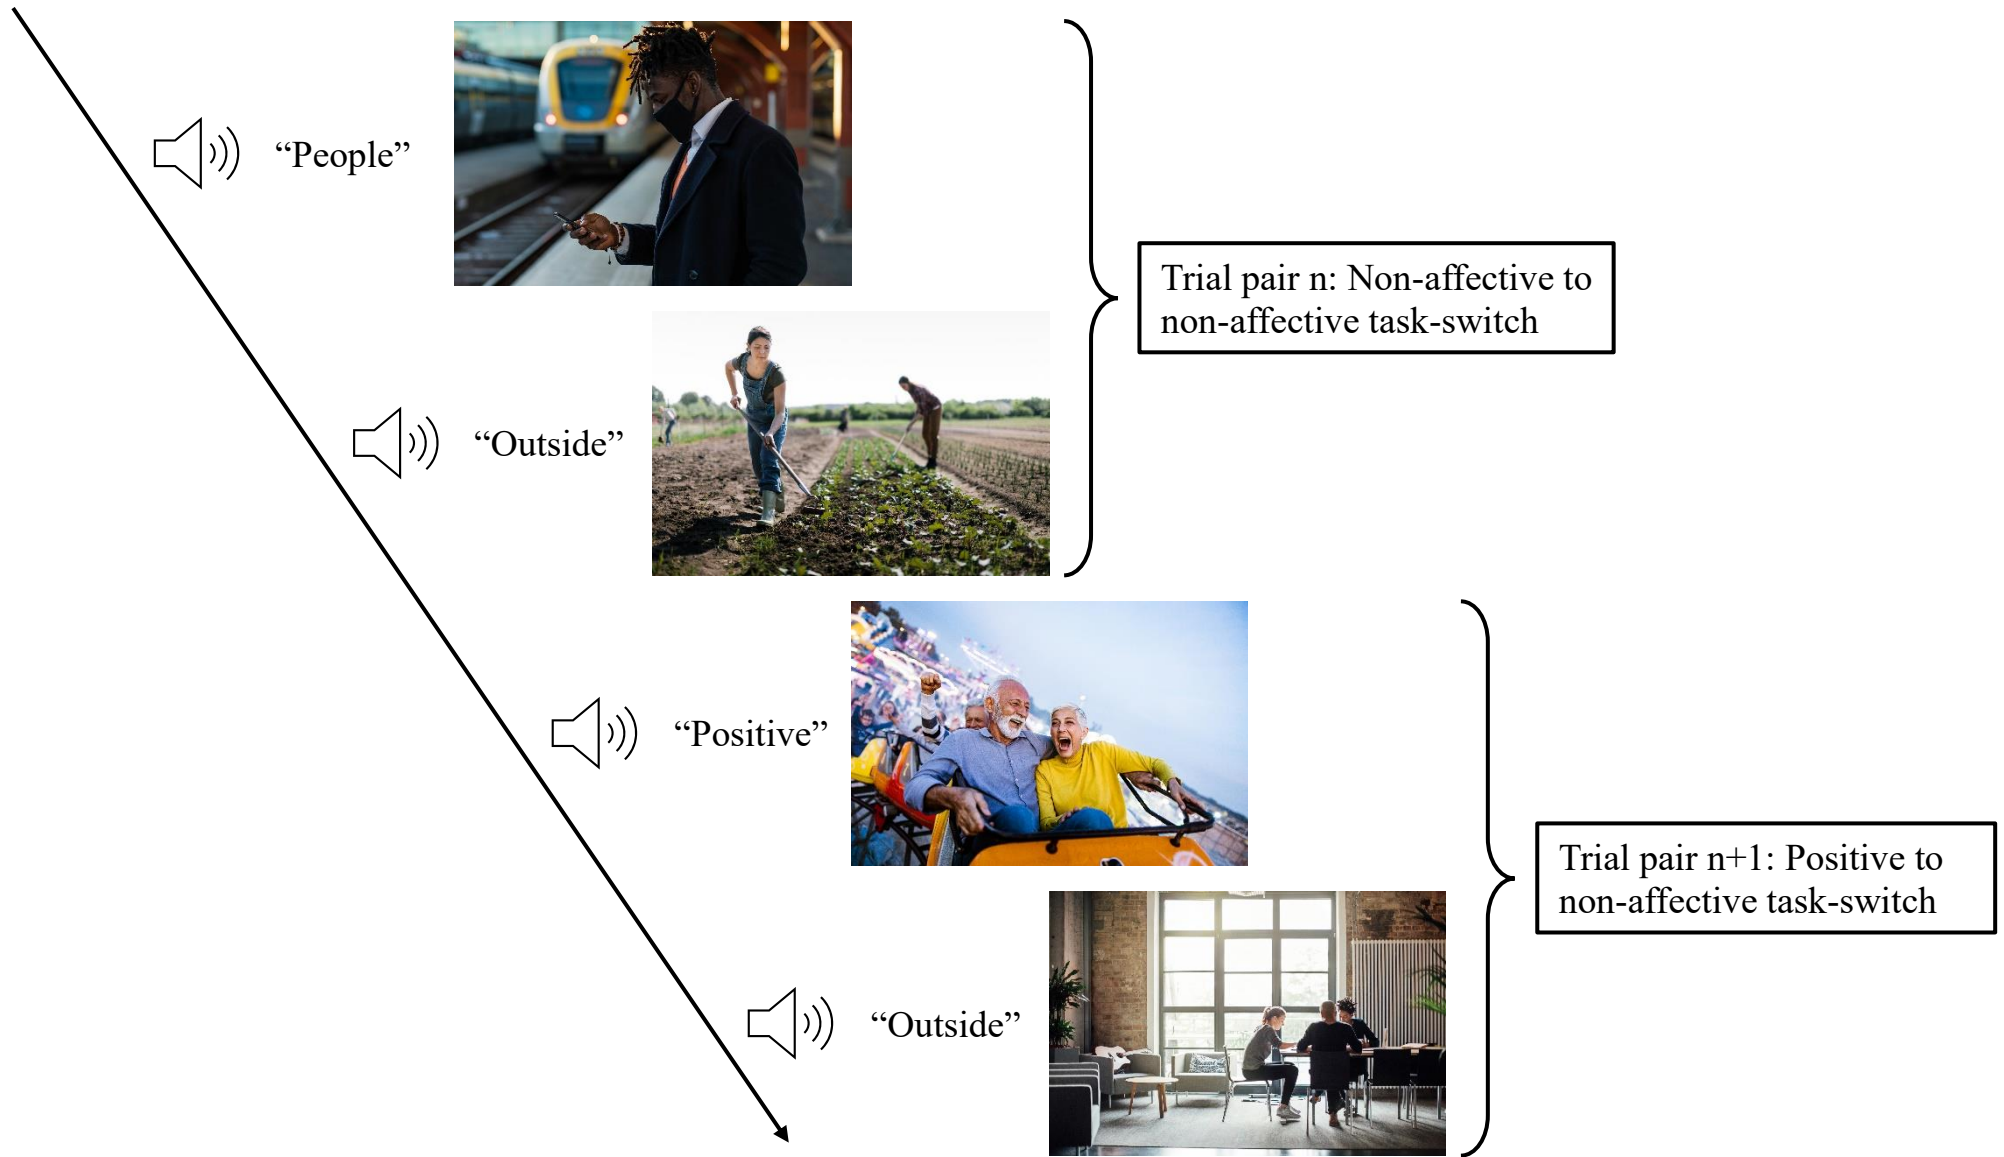 “People”
Trial pair n: Non-affective to
non-affective task-switch
“Outside”
“Positive”
Trial pair n+1: Positive to
non-affective task-switch
“Outside”